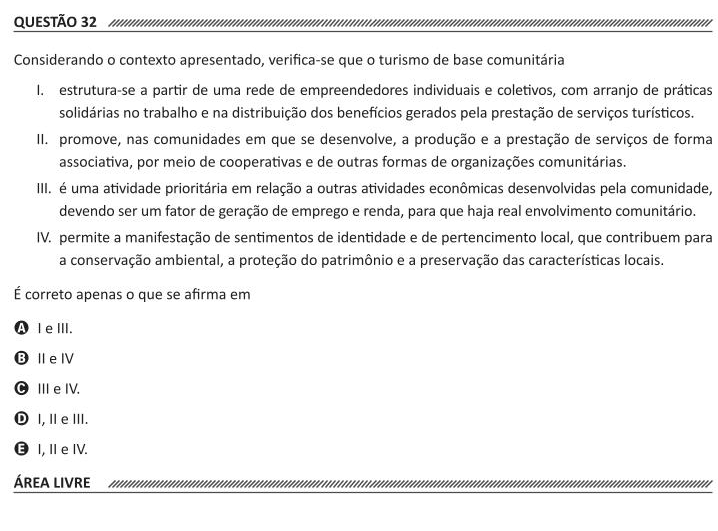 QUESTÃO 32
Considerando o contexto apresentado, verifica-se que o turismo de base comunitária
I. estrutura-se a partir de uma rede de empreendedores individuais e coletivos, com arranjo de práticas
solidárias no trabalho e na distribuição dos benefícios gerados pela prestação de serviços turísticos.
II. promove, nas comunidades em que se desenvolve, a produção e a prestação de serviços de forma
associativa, por meio de cooperativas e de outras formas de organizações comunitárias.
III. é uma atividade prioritária em relação a outras atividades econômicas desenvolvidas pela comunidade,
devendo ser um fator de geração de emprego e renda, para que haja real envolvimento comunitário.
IV. permite a manifestação de sentimentos de identidade e de pertencimento local, que contribuem para
a conservação ambiental, a proteção do patrimônio e a preservação das características locais.
É correto apenas o que se afirma em
A I e III.
B II e IV
C III e IV.
D I, II e III.
E I, II e IV.
ÁREA LIVRE